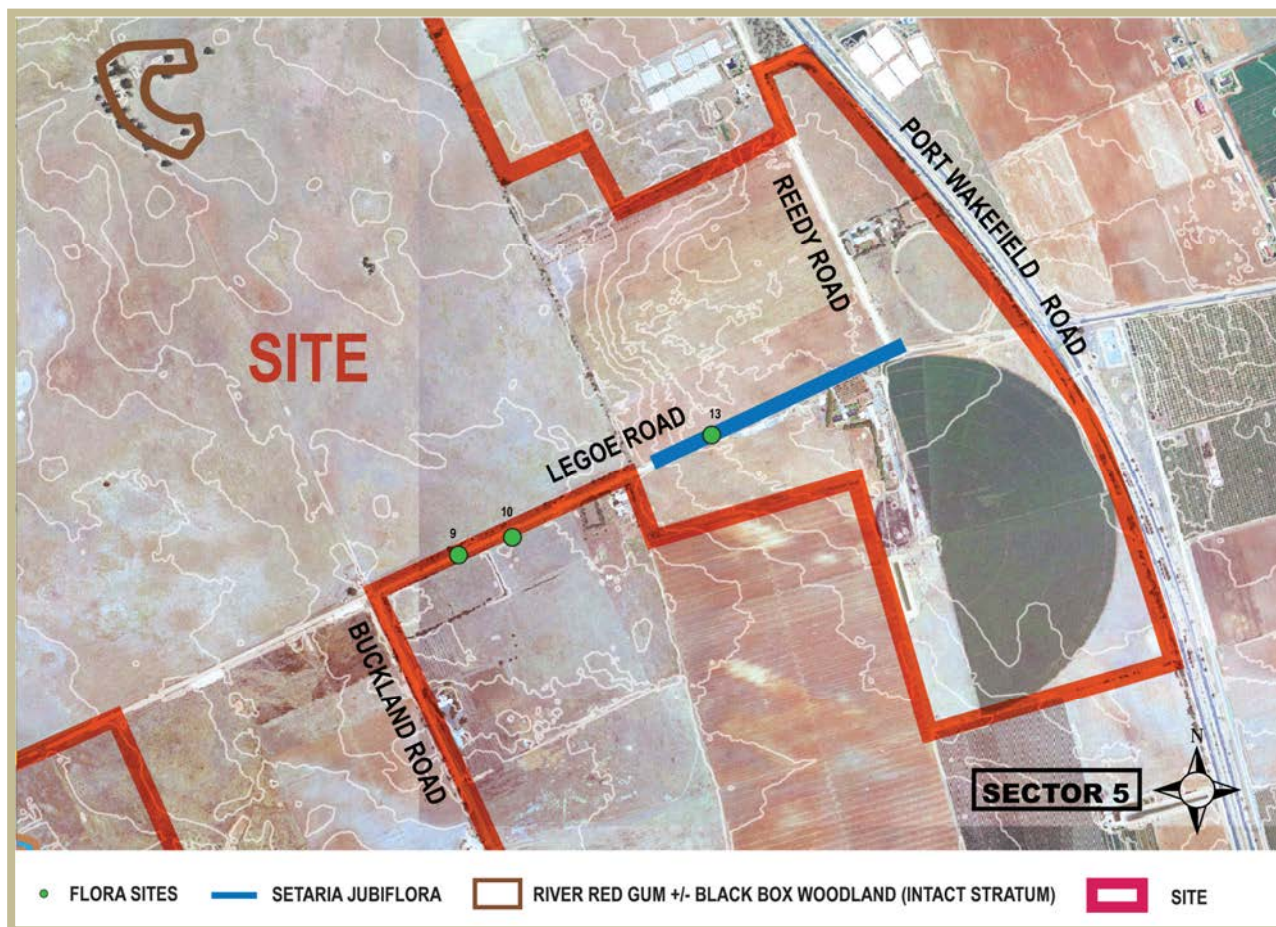 PORT WAKEFIELD ROAD
REEDY ROAD
SITE
13
LEGOE ROAD
10
9
BUCKLAND ROAD
N
SECTOR 5
FLORA SITES
SETARIA JUBIFLORA
RIVER RED GUM +/- BLACK BOX WOODLAND (INTACT STRATUM)
SITE